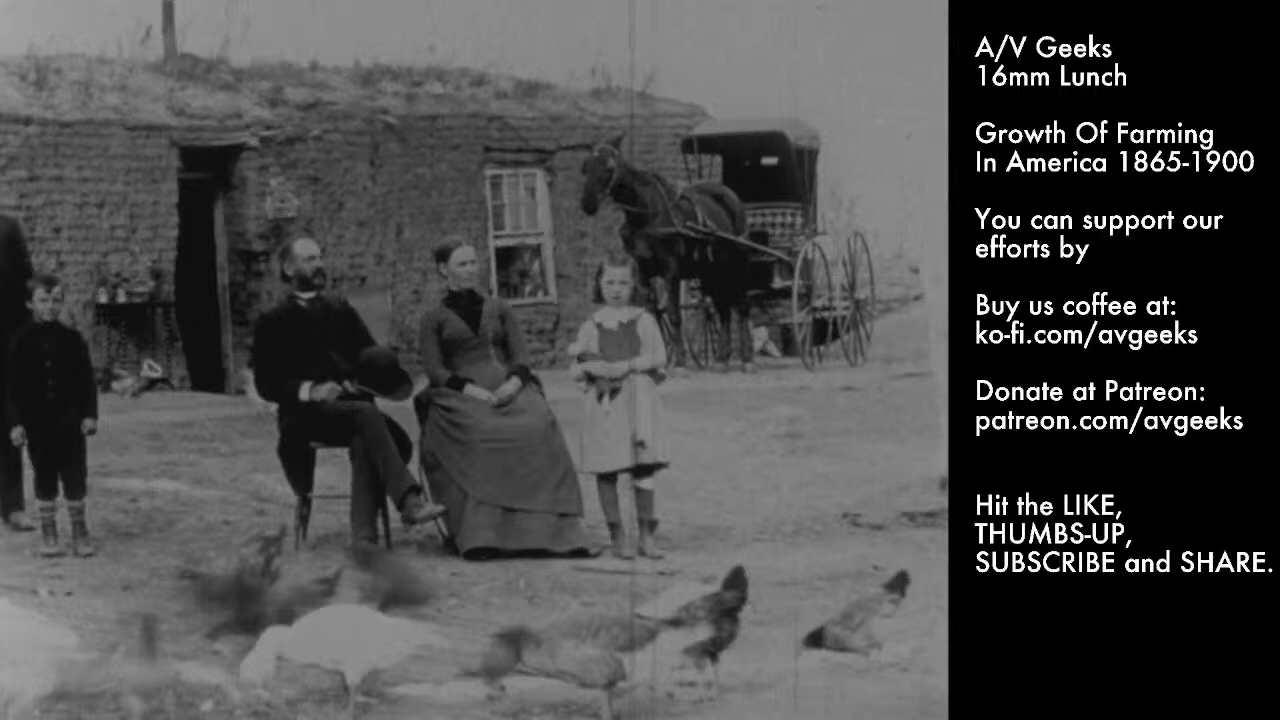 A/V Geeks
16mm Lunch
Growth Of Farming
In America 1865-1900
You can support our
efforts by
Buy us coffee at:
ko-fi.com/avgeeks
Donate at Patreon:
patreon.com/avgeeks
Hit the LIKE,
THUMBS-UP,
SUBSCRIBE and SHARE.